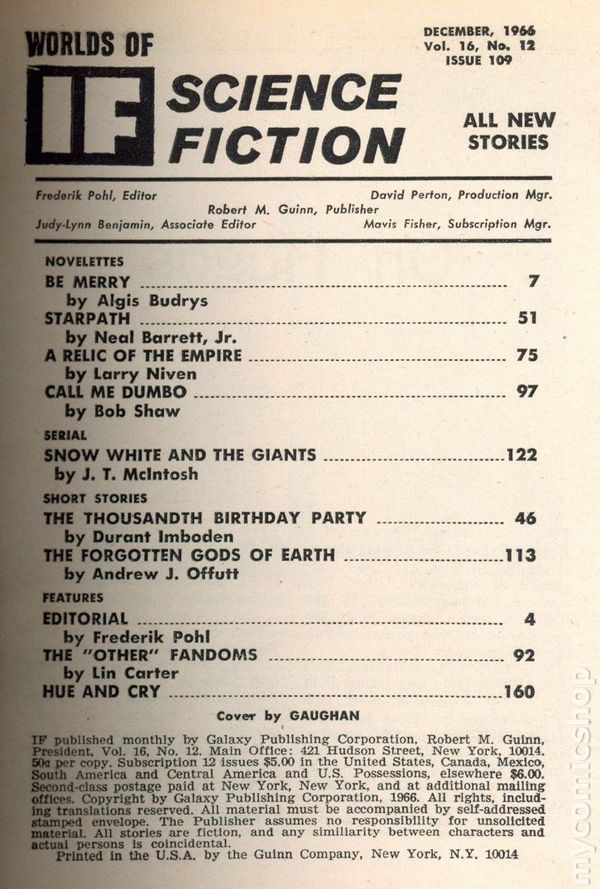 WORLDS OF
IF
SCIENCE
FICTION
DECEMBER, 1966
Vol. 16, No. 12
ISSUE 109
ALL NEW
STORIES
Frederik Pohl, Editor
David Perton, Production Mgr.
Robert M. Guinn, Publisher
Judy-Lynn Benjamin, Associate Editor
Mavis Fisher, Subscription Mgr.
NOVELETTES
BE MERRY 7
by Algis Budrys
STARPATH 51
by Neal Barrett, Jr.
A RELIC OF THE EMPIRE 75
by Larry Niven
CALL ME DUMBO 97
by Bob Shaw
SERIAL
SNOW WHITE AND THE GIANTS 122
by J. T. McIntosh
SHORT STORIES
THE THOUSANDTH BIRTHDAY PARTY 46
by Durant Imboden
THE FORGOTTEN GODS OF EARTH 113
by Andrew J. Offutt
FEATURES
EDITORIAL 4
by Frederik Pohl
THE "OTHER" FANDOMS 92
by Lin Carter
HUE AND CRY 160
Cover by GAUGHAN
IF published monthly by Galaxy Publishing Corporation, Robert M. Guinn,
President, Vol. 16, No. 12. Main Office: 421 Hudson Street, New York, 10014.
50¢ per copy. Subscription 12 issues $5.00 in the United States, Canada, Mexico,
South America and Central America and U.S. Possessions, elsewhere $6.00.
Second-class postage paid at New York, New York, and at additional mailing
offices. Copyright by Galaxy Publishing Corporation, 1966. All rights, includ-
ing translations reserved. All material must be accompanied by self-addressed
stamped envelope. The Publisher assumes no responsibility for unsolicited
material. All stories are fiction, and any similiarity between characters and
actual persons is coincidental.
Printed in the U.S.A. by the Guinn Company, New York, N.Y. 10014
mycomicshop